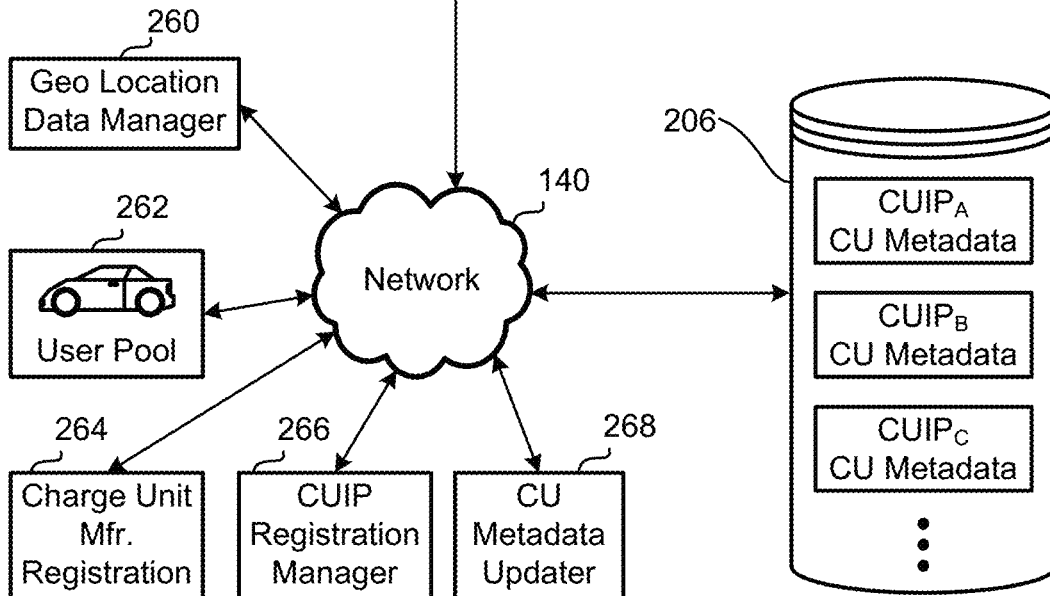 260
Geo Location
Data Manager
206
140
CUIPA
CU Metadata
262
Network
CUIPB
CU Metadata
User Pool
CUIPC
CU Metadata
264
266
268
Charge Unit
Mfr.
Registration
CUIP
Registration
Manager
CU
Metadata
Updater